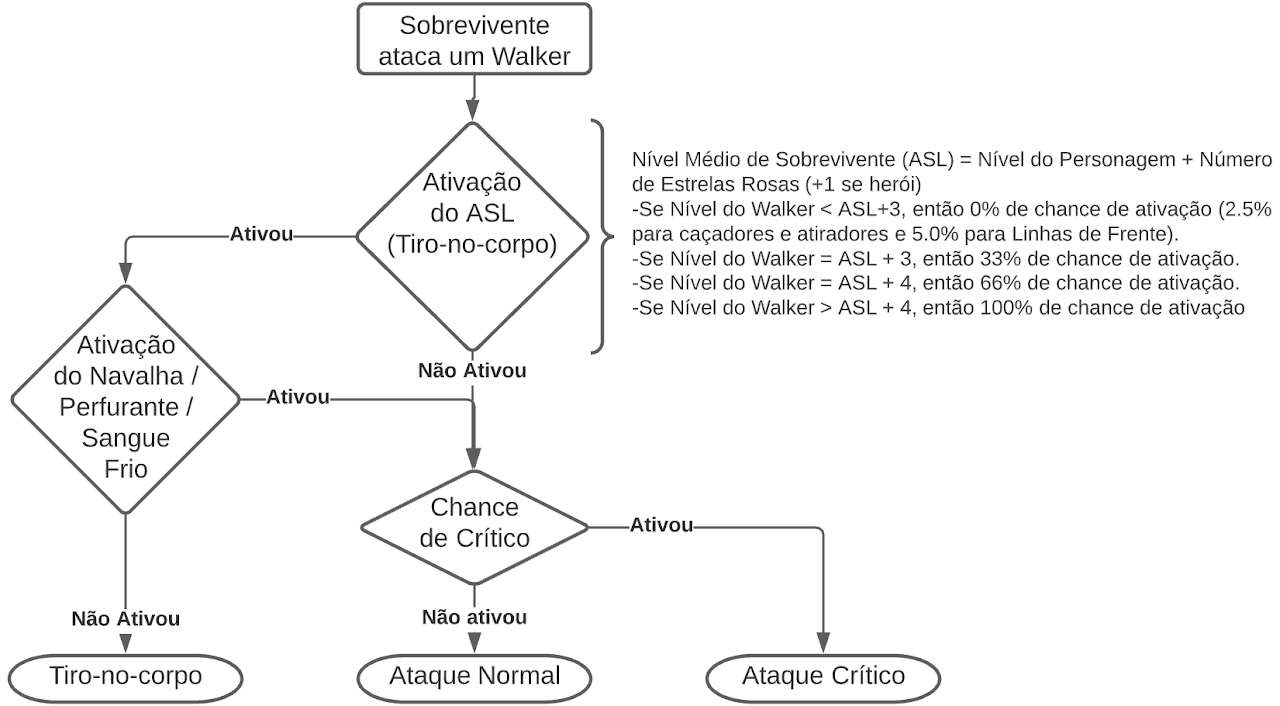 Sobrevivente
ataca um Walker
Ativação
do ASL
(Tiro-no-corpo)
Nível Médio de Sobrevivente (ASL) = Nível do Personagem + Número
de Estrelas Rosas (+1 se herói)
-Se Nível do Walker < ASL+3, então 0% de chance de ativação (2.5%
para caçadores e atiradores e 5.0% para Linhas de Frente).
-Se Nível do Walker = ASL + 3, então 33% de chance de ativação.
-Se Nível do Walker = ASL + 4, então 66% de chance de ativação.
-Se Nível do Walker > ASL + 4, então 100% de chance de ativação
Ativou
Não Ativou
Ativação
do Navalha /
Perfurante /
Sangue
Frio
Ativou
Chance
de Crítico
Ativou
Não Ativou
Não ativou
Tiro-no-corpo
Ataque Normal
Ataque Crítico